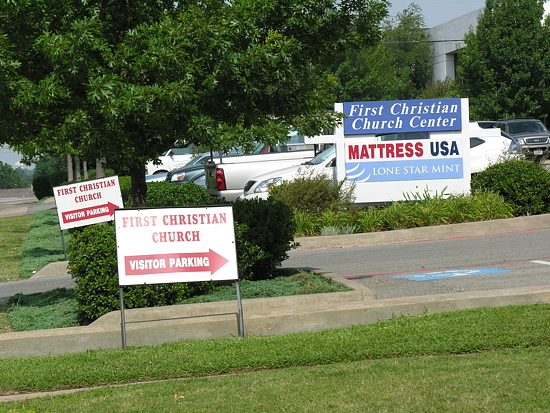 First Christian
Church Center
MATTRESS USA
LONE STAR MINT
FIRST CHRISTIAN
CHURCH
VISITOR PARKING
FIRST CHRISTIAN
CHURCH
VISITOR PARKING